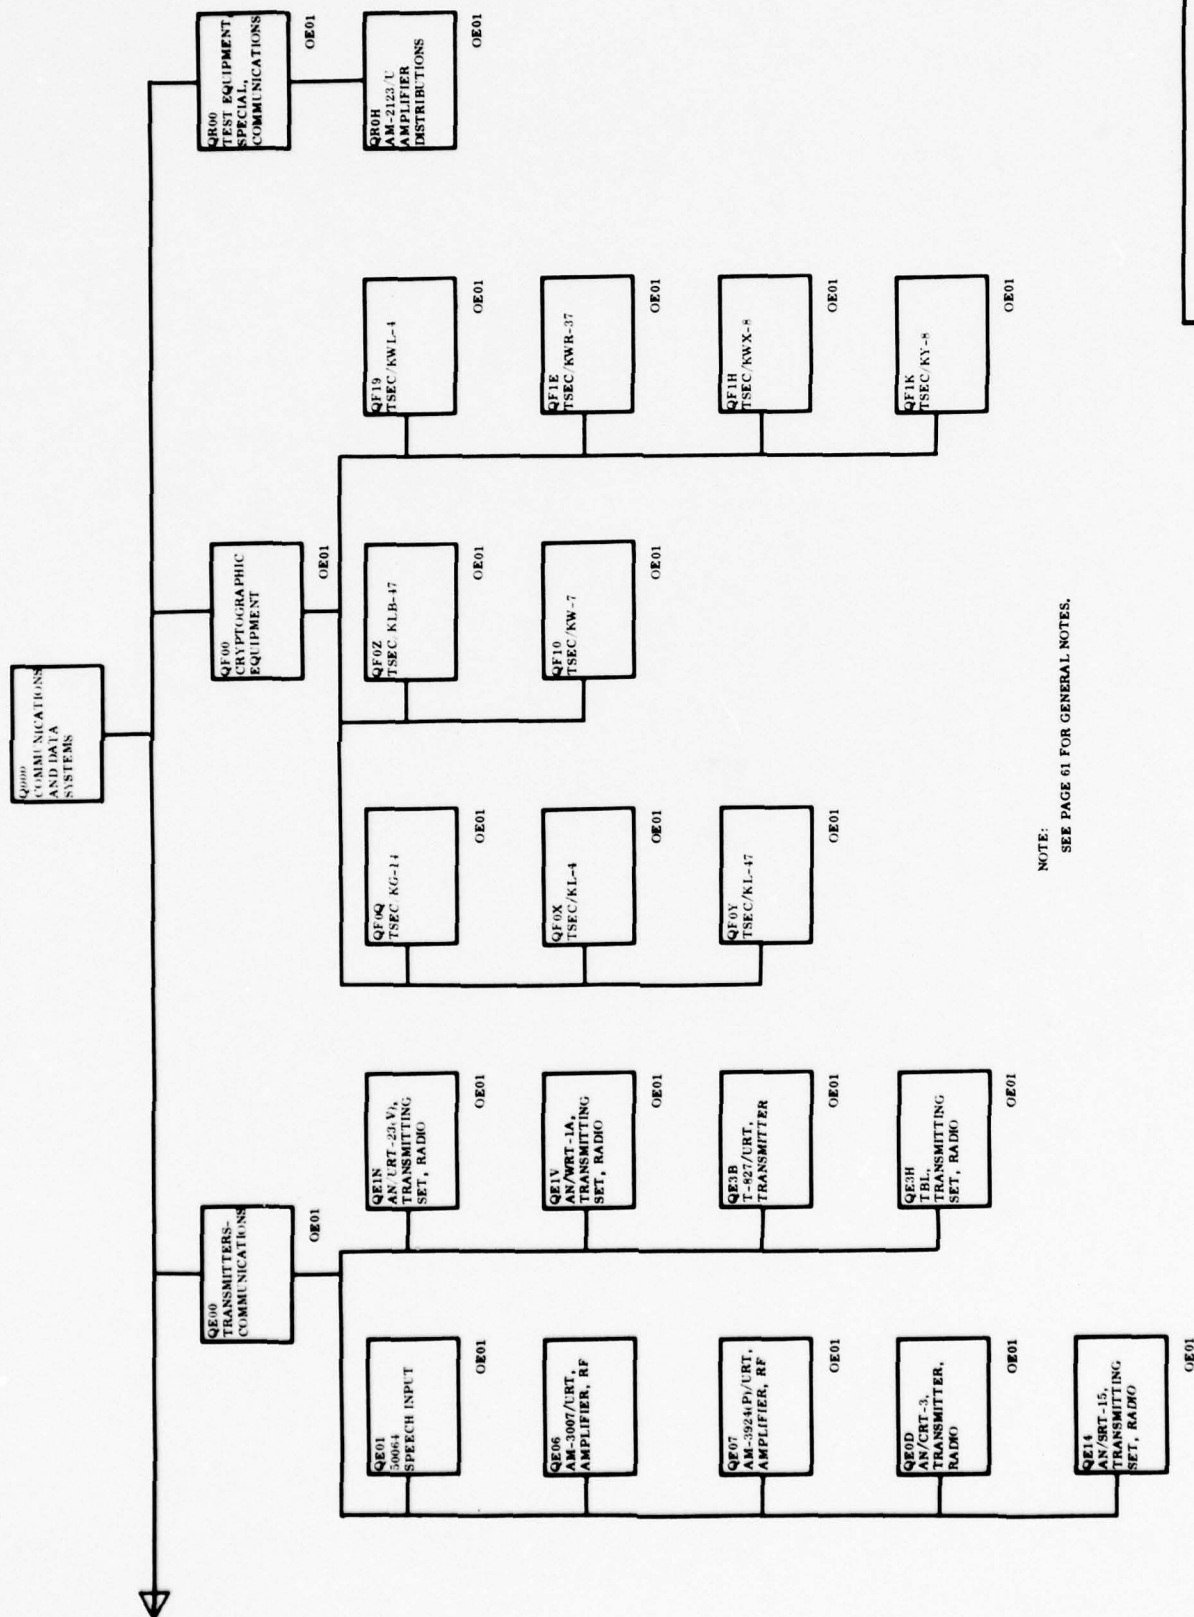 Q000
COMMUNICATIONS
AND DATA
SYSTEMS
QE00
TRANSMITTERS-
COMMUNICATIONS
OE01
QE01
50064
SPEECH INPUT
OE01
QE06
AM-3007/URT,
AMPLIFIER, RF
OE01
QE07
AM-3924(P)/URT,
AMPLIFIER, RF
OE01
QE0D
AN/CRT-3,
TRANSMITTER,
RADIO
OE01
QE14
AN/SRT-15,
TRANSMITTING
SET, RADIO
OE01
QE1N
AN/URT-23(V),
TRANSMITTING
SET, RADIO
OE01
QE1V
AN/WRT-1A,
TRANSMITTING
SET, RADIO
OE01
QE3B
T-827/URT,
TRANSMITTER
OE01
QE3H
TBL,
TRANSMITTING
SET, RADIO
OE01
QF00
CRYPTOGRAPHIC
EQUIPMENT
OE01
QF0Q
TSEC/KG-14
OE01
QF0X
TSEC/KL-4
OE01
QF0Y
TSEC/KL-47
OE01
QF0Z
TSEC/KLB-47
OE01
QF10
TSEC/KW-7
OE01
QF19
TSEC/KWL-4
OE01
QF1E
TSEC/KWR-37
OE01
QF1H
TSEC/KWX-8
OE01
QF1K
TSEC/KY-8
OE01
QR00
TEST EQUIPMENT,
SPECIAL,
COMMUNICATIONS
OE01
QR0H
AM-2123/U
AMPLIFIER
DISTRIBUTIONS
OE01
NOTE:
SEE PAGE 61 FOR GENERAL NOTES.